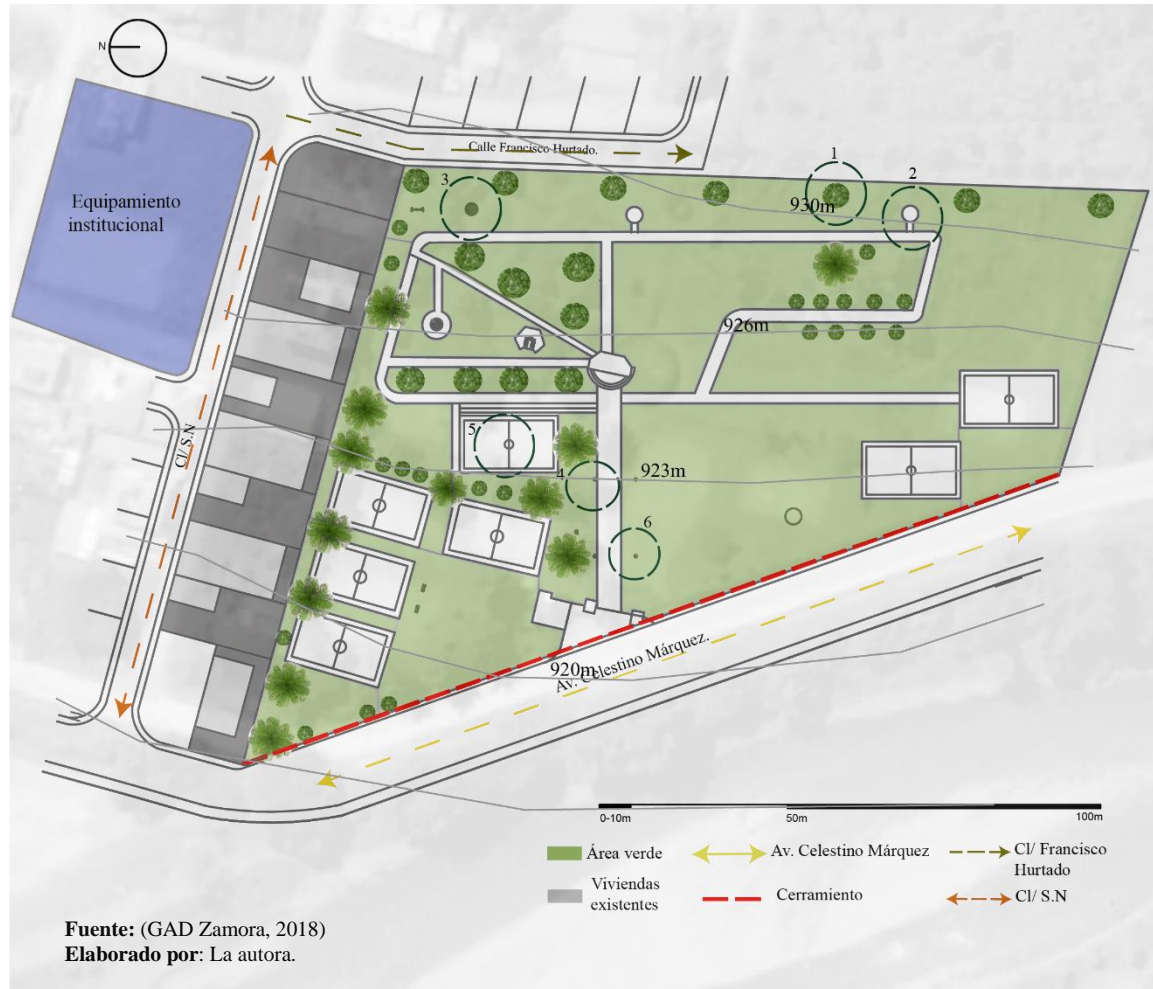 N
Calle Francisco Hurtado.
Equipamiento
institucional
1
2
3
930m
926m
Cl/ S.N
5
4
923m
6
920m
Av. Celestino Márquez.
0-10m
50m
100m
Área verde
Av. Celestino Márquez
Cl/ Francisco
Hurtado
Viviendas
existentes
Cerramiento
Cl/ S.N
Fuente: (GAD Zamora, 2018)
Elaborado por: La autora.